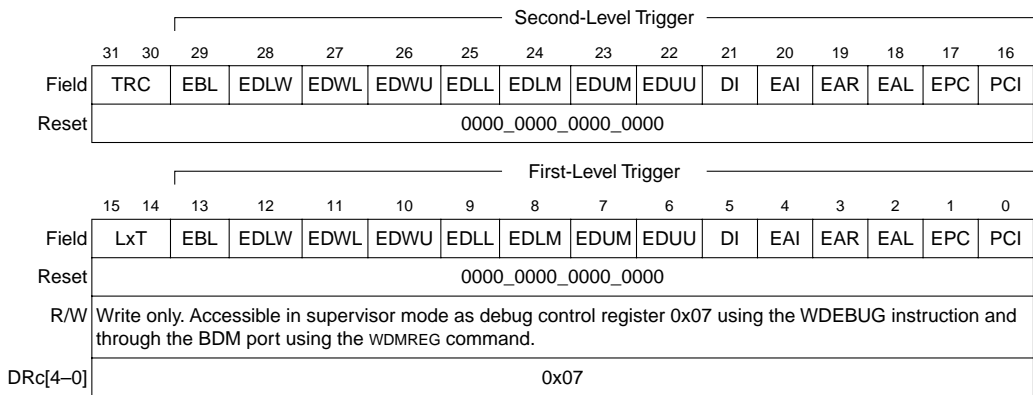 Second-Level Trigger
31 30 29 28 27 26 25 24 23 22 21 20 19 18 17 16
Field TRC EBL EDLW EDWL EDWU EDLL EDLM EDUM EDUU DI EAI EAR EAL EPC PCI
Reset 0000_0000_0000_0000
First-Level Trigger
15 14 13 12 11 10 9 8 7 6 5 4 3 2 1 0
Field LxT EBL EDLW EDWL EDWU EDLL EDLM EDUM EDUU DI EAI EAR EAL EPC PCI
Reset 0000_0000_0000_0000
R/W Write only. Accessible in supervisor mode as debug control register 0x07 using the WDEBUG instruction and
through the BDM port using the WDMREG command.
DRc[4–0] 0x07